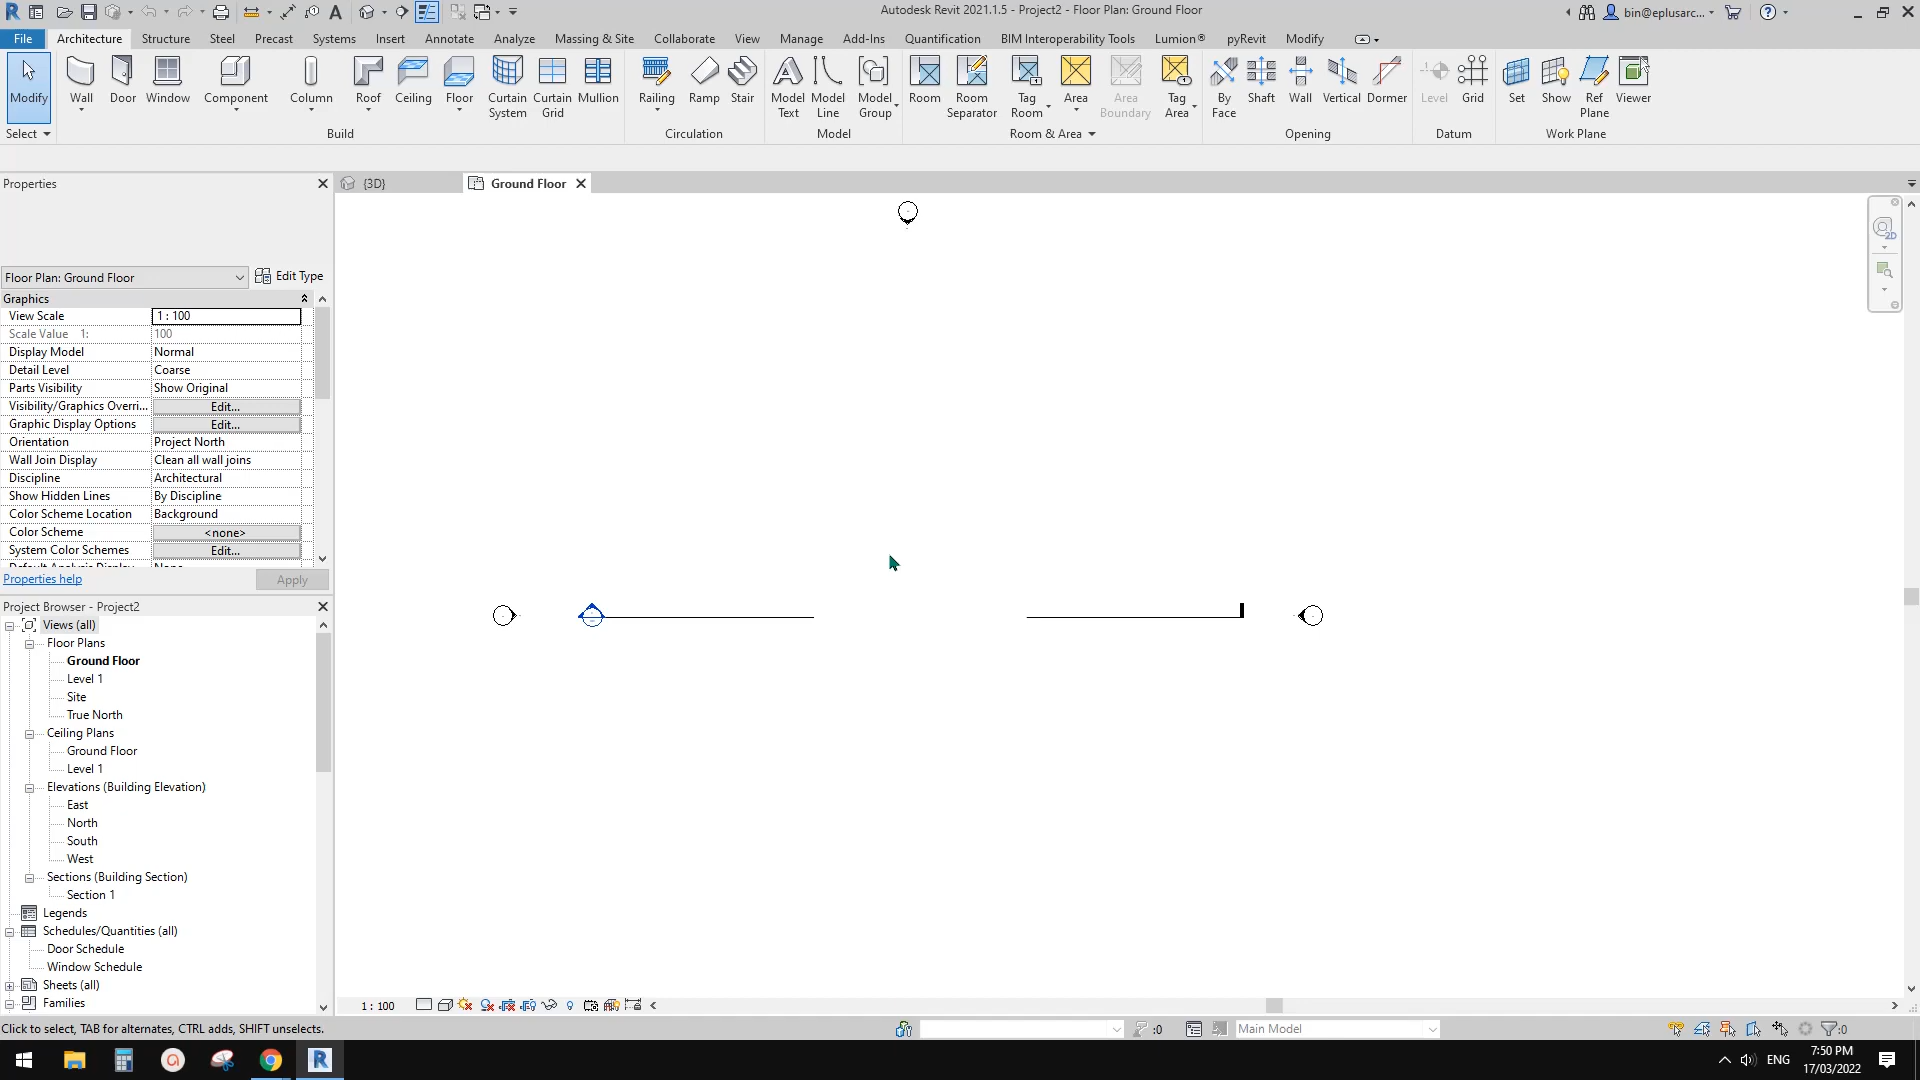 Autodesk Revit 2021.1.5 - Project2 - Floor Plan: Ground Floor
bin@eplusarc...
File Architecture Structure Steel Precast Systems Insert Annotate Analyze Massing & Site Collaborate View Manage Add-Ins Quantification BIM Interoperability Tools Lumion® pyRevit Modify
Modify Wall Door Window Component Column Roof Ceiling Floor Curtain System Curtain Grid Mullion Railing Ramp Stair Model Text Model Line Model Group Room Room Separator Tag Room Area Area Boundary Tag Area By Face Shaft Wall Vertical Dormer Level Grid Set Show Ref Plane Viewer
Select Build Circulation Model Room & Area Opening Datum Work Plane
Properties
{3D} Ground Floor
2D
Floor Plan: Ground Floor Edit Type
Graphics
View Scale 1 : 100
Scale Value 1: 100
Display Model Normal
Detail Level Coarse
Parts Visibility Show Original
Visibility/Graphics Overri... Edit...
Graphic Display Options Edit...
Orientation Project North
Wall Join Display Clean all wall joins
Discipline Architectural
Show Hidden Lines By Discipline
Color Scheme Location Background
Color Scheme <none>
System Color Schemes Edit...
Properties help Apply
Project Browser - Project2
Views (all)
Floor Plans
Ground Floor
Level 1
Site
True North
Ceiling Plans
Ground Floor
Level 1
Elevations (Building Elevation)
East
North
South
West
Sections (Building Section)
Section 1
Legends
Schedules/Quantities (all)
Door Schedule
Window Schedule
Sheets (all)
Families
1 : 100
Click to select, TAB for alternates, CTRL adds, SHIFT unselects.
:0 Main Model :0
ENG 7:50 PM
17/03/2022